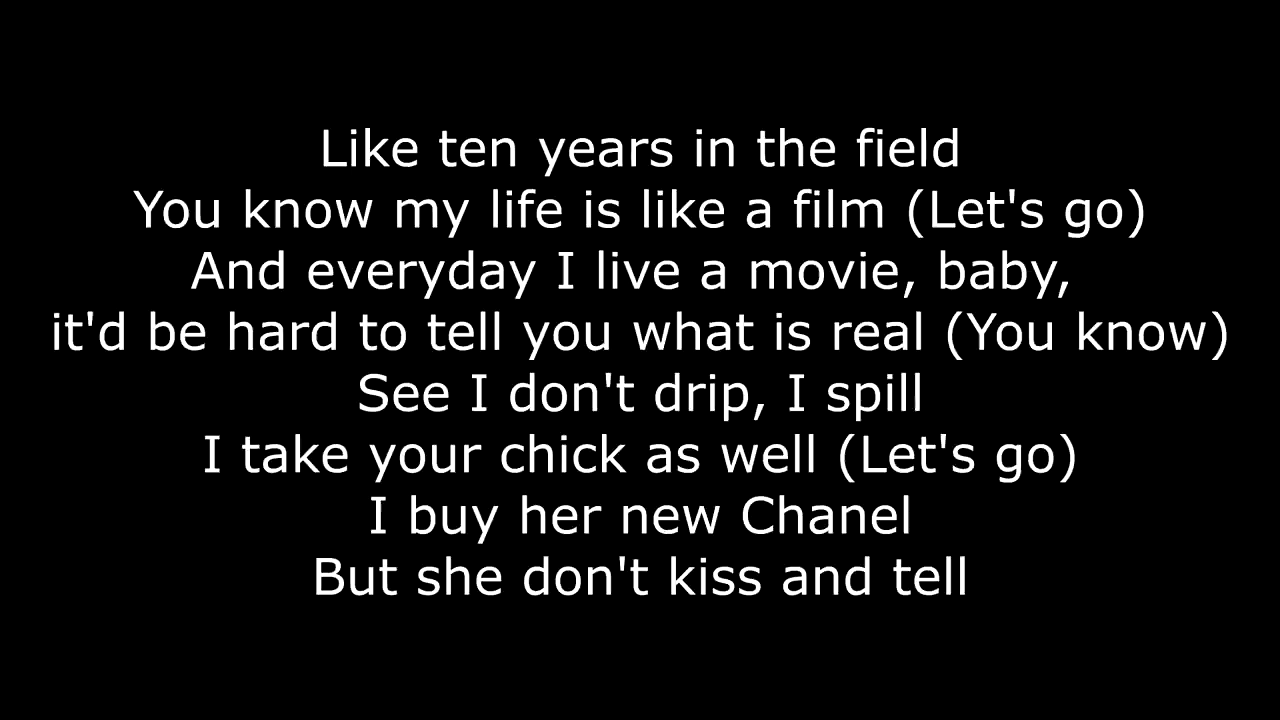 Like ten years in the field
You know my life is like a film (Let's go)
And everyday I live a movie, baby,
it'd be hard to tell you what is real (You know)
See I don't drip, I spill
I take your chick as well (Let's go)
I buy her new Chanel
But she don't kiss and tell